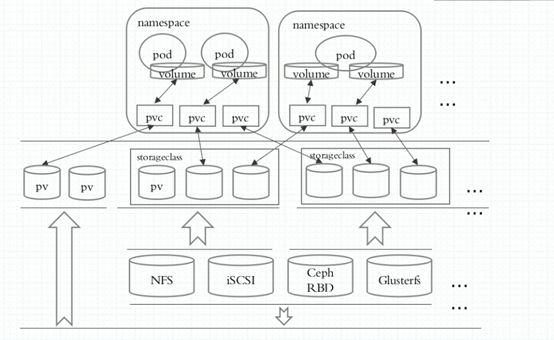 namespace
namespace
pod
pod
pod
volume
volume
volume
volume
...
...
pvc
pvc
pvc
pvc
pvc
pvc
storageclass
storageclass
pv
pv
pv
...
...
NFS
iSCSI
Ceph
RBD
Glusterfs
...
...